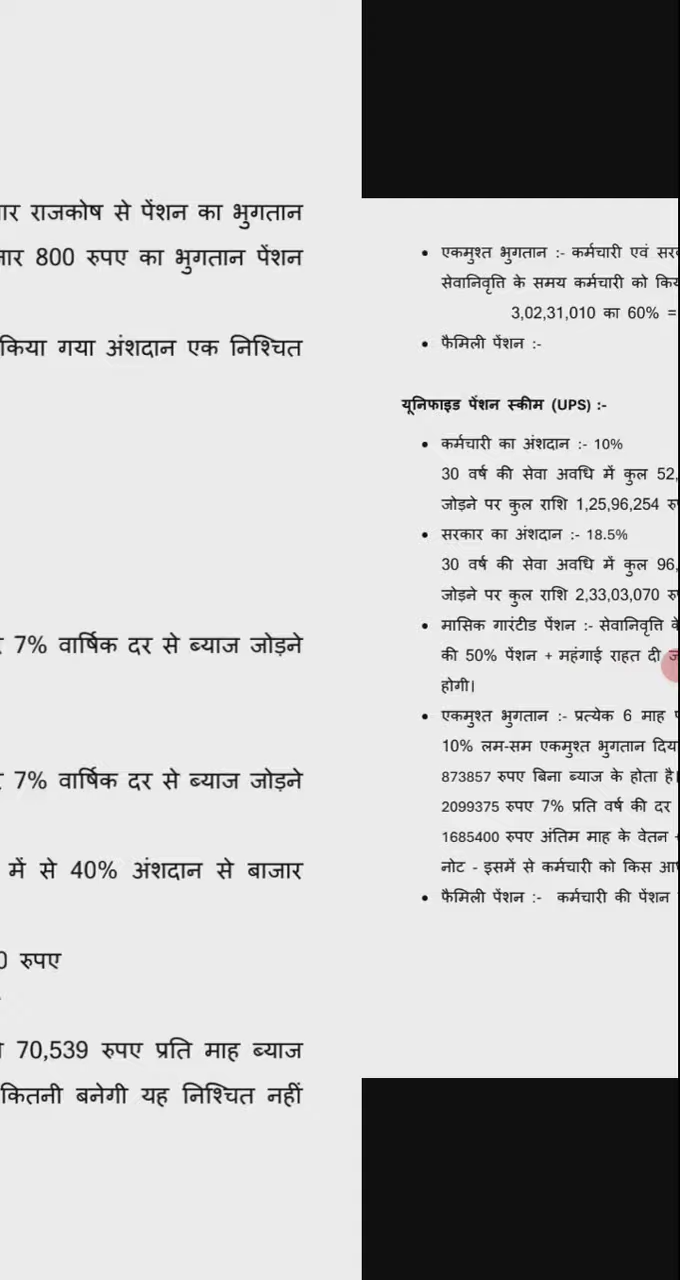 राजकोष से पेंशन का भुगतान
800 रुपए का भुगतान पेंशन
किया गया अंशदान एक निश्चित
7% वार्षिक दर से ब्याज जोड़ने
7% वार्षिक दर से ब्याज जोड़ने
में से 40% अंशदान से बाजार
रुपए
70,539 रुपए प्रति माह ब्याज
कितनी बनेगी यह निश्चित नहीं
• एकमुश्त भुगतान :- कर्मचारी एवं
सेवानिवृत्ति के समय कर्मचारी को
3,02,31,010 का 60% =
• फैमिली पेंशन :-
यूनिफाइड पेंशन स्कीम (UPS) :-
• कर्मचारी का अंशदान :- 10%
30 वर्ष की सेवा अवधि में कुल 52,
जोड़ने पर कुल राशि 1,25,96,254
• सरकार का अंशदान :- 18.5%
30 वर्ष की सेवा अवधि में कुल 96,
जोड़ने पर कुल राशि 2,33,03,070
• मासिक गारंटीड पेंशन :- सेवानिवृत्ति
की 50% पेंशन + महंगाई राहत दी
होगी।
• एकमुश्त भुगतान :- प्रत्येक 6 माह
10% लम-सम एकमुश्त भुगतान
873857 रुपए बिना ब्याज के होता है।
2099375 रुपए 7% प्रति वर्ष की दर
1685400 रुपए अंतिम माह के वेतन
नोट - इसमें से कर्मचारी को किस
• फैमिली पेंशन :- कर्मचारी की पेंशन